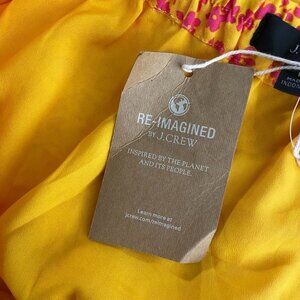 RE-IMAGINED
BY J.CREW
INSPIRED BY THE PLANET
AND ITS PEOPLE.
Learn more at
jcrew.com/reimagined
J.